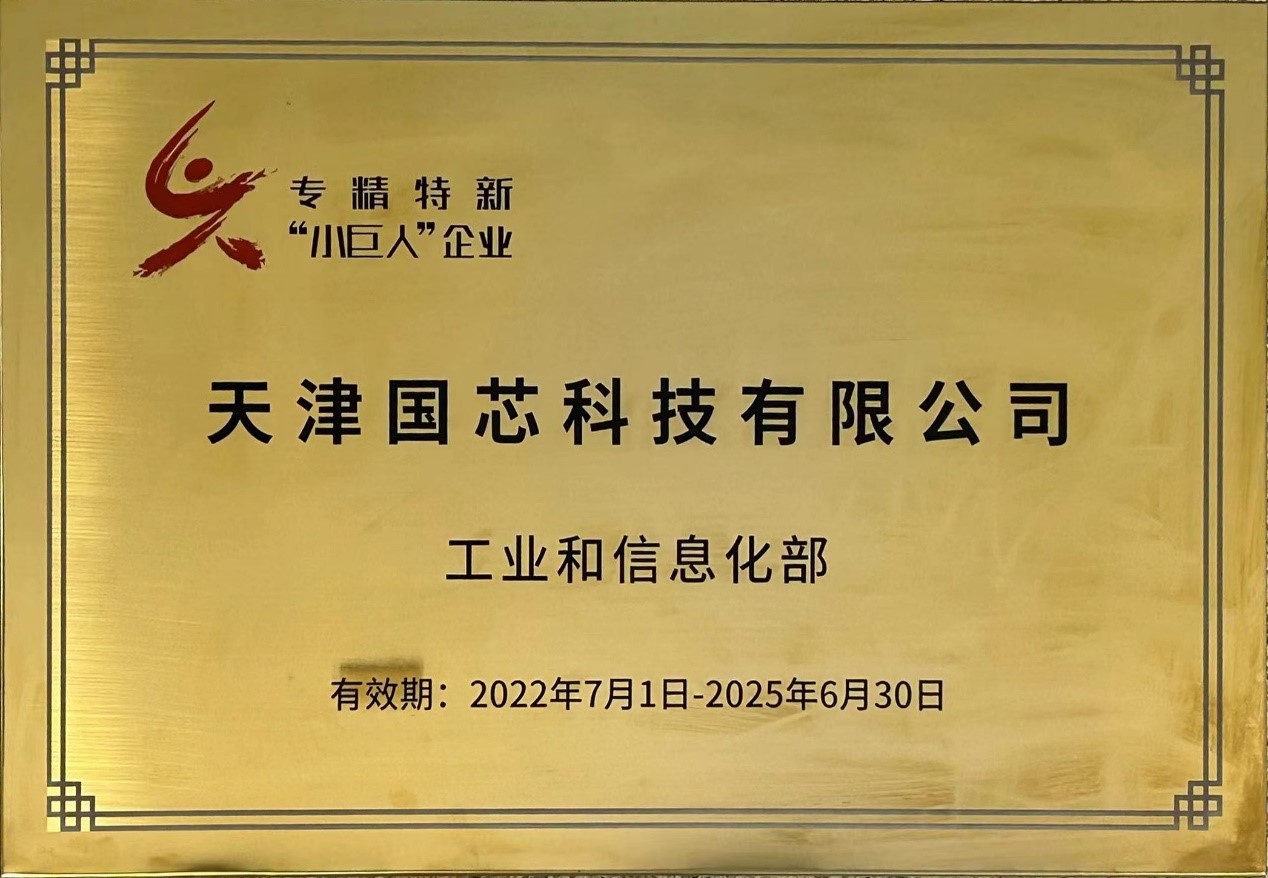 专精特新
“小巨人”企业
天津国芯科技有限公司
工业和信息化部
有效期：2022年7月1日-2025年6月30日